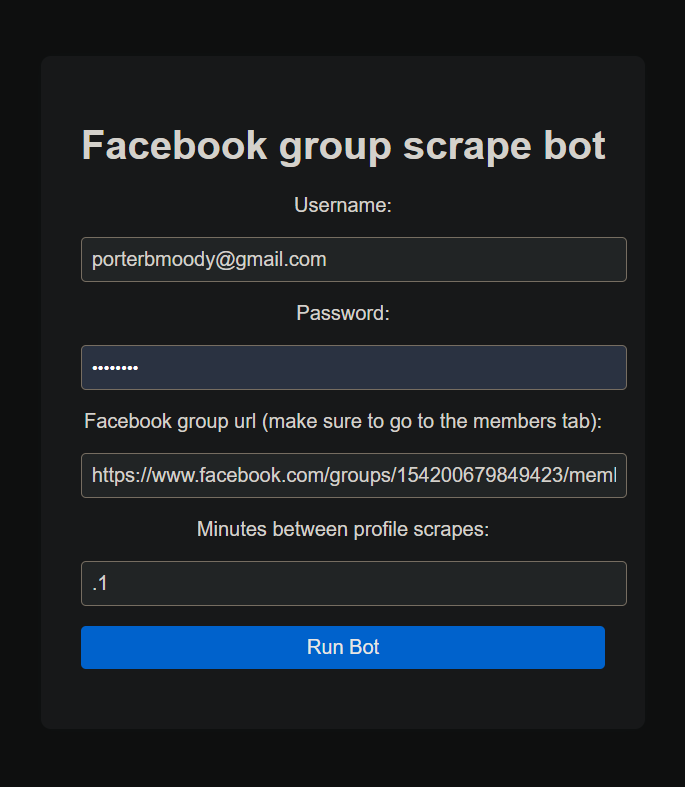 Facebook group scrape bot
Username:
porterbmoody@gmail.com
Password:
••••••••
Facebook group url (make sure to go to the members tab):
https://www.facebook.com/groups/154200679849423/meml
Minutes between profile scrapes:
.1
Run Bot